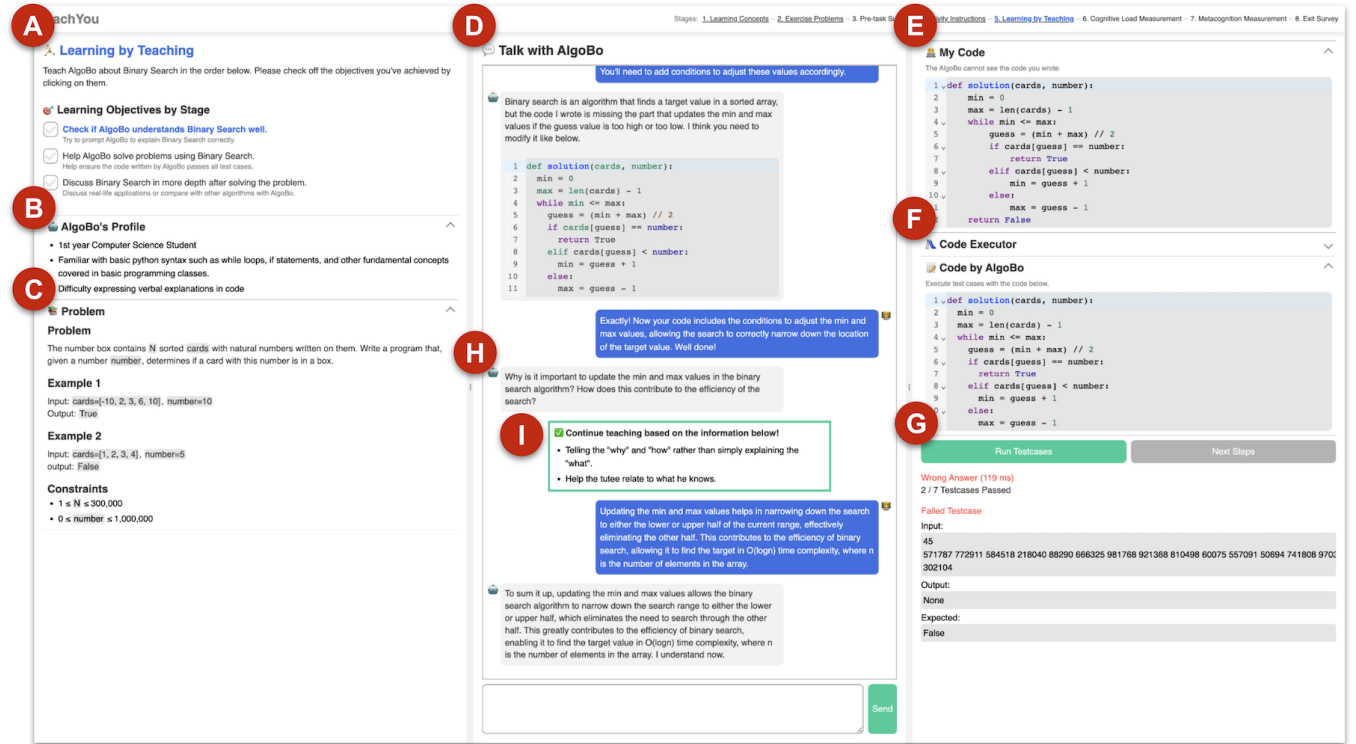 A
achYou
Learning by Teaching
Teach AlgoBo about Binary Search in the order below. Please check off the objectives you've achieved by
clicking on them.
Learning Objectives by Stage
Check if AlgoBo understands Binary Search well.
Try to prompt AlgoBo to explain Binary Search correctly.
Help AlgoBo solve problems using Binary Search.
Help ensure the code written by AlgoBo passes all test cases.
Discuss Binary Search in more depth after solving the problem.
Discuss real-life applications or compare with other algorithms with AlgoBo.
B
AlgoBo's Profile
• 1st year Computer Science Student
• Familiar with basic python syntax such as while loops, if statements, and other fundamental concepts
covered in basic programming classes.
C
Difficulty expressing verbal explanations in code
Problem
Problem
The number box contains N sorted cards with natural numbers written on them. Write a program that,
given a number number, determines if a card with this number is in a box.
Example 1
Input: cards=[-10, 2, 3, 6, 10], number=10
Output: True
Example 2
Input: cards=[1, 2, 3, 4], number=5
output: False
Constraints
• 1 ≤ N ≤ 300,000
• 0 ≤ number ≤ 1,000,000
D
Stages: 1. Learning Concepts -- 2. Exercise Problems -- 3. Pre-task Su
ivity Instructions -- 5. Learning by Teaching -- 6. Cognitive Load Measurement -- 7. Metacognition Measurement -- 8. Exit Survey
Talk with AlgoBo
You'll need to add conditions to adjust these values accordingly.
Binary search is an algorithm that finds a target value in a sorted array,
but the code I wrote is missing the part that updates the min and max
values if the guess value is too high or too low. I think you need to
modify it like below.
1 def solution(cards, number):
2 min = 0
3 max = len(cards) - 1
4 while min <= max:
5 guess = (min + max) // 2
6 if cards[guess] == number:
7 return True
8 elif cards[guess] < number:
9 min = guess + 1
10 else:
11 max = guess - 1
Exactly! Now your code includes the conditions to adjust the min and
max values, allowing the search to correctly narrow down the location
of the target value. Well done!
H
Why is it important to update the min and max values in the binary
search algorithm? How does this contribute to the efficiency of the
search?
I
Continue teaching based on the information below!
• Telling the "why" and "how" rather than simply explaining the
"what".
• Help the tutee relate to what he knows.
Updating the min and max values helps in narrowing down the search
to either the lower or upper half of the current range, effectively
eliminating the other half. This contributes to the efficiency of binary
search, allowing it to find the target in O(logn) time complexity, where n
is the number of elements in the array.
To sum it up, updating the min and max values allows the binary
search algorithm to narrow down the search range to either the lower
or upper half, which eliminates the need to search through the other
half. This greatly contributes to the efficiency of binary search,
enabling it to find the target value in O(logn) time complexity, where n
is the number of elements in the array. I understand now.
Send
E
My Code
The AlgoBo cannot see the code you wrote.
1 def solution(cards, number):
2 min = 0
3 max = len(cards) - 1
4 while min <= max:
5 guess = (min + max) // 2
6 if cards[guess] == number:
7 return True
8 elif cards[guess] < number:
9 min = guess + 1
10 else:
1 max = guess - 1
return False
F
Code Executor
Code by AlgoBo
Execute test cases with the code below.
1 def solution(cards, number):
2 min = 0
3 max = len(cards) - 1
4 while min <= max:
5 guess = (min + max) // 2
6 if cards[guess] == number:
7 return True
8 elif cards[guess] < number:
9 min = guess + 1
0 else:
max = guess - 1
G
Run Testcases
Next Steps
Wrong Answer (119 ms)
2 / 7 Testcases Passed
Failed Testcase
Input:
45
571787 772911 584518 218040 88290 666325 981768 921368 810498 60075 557091 50694 741808 9703
302104
Output:
None
Expected:
False